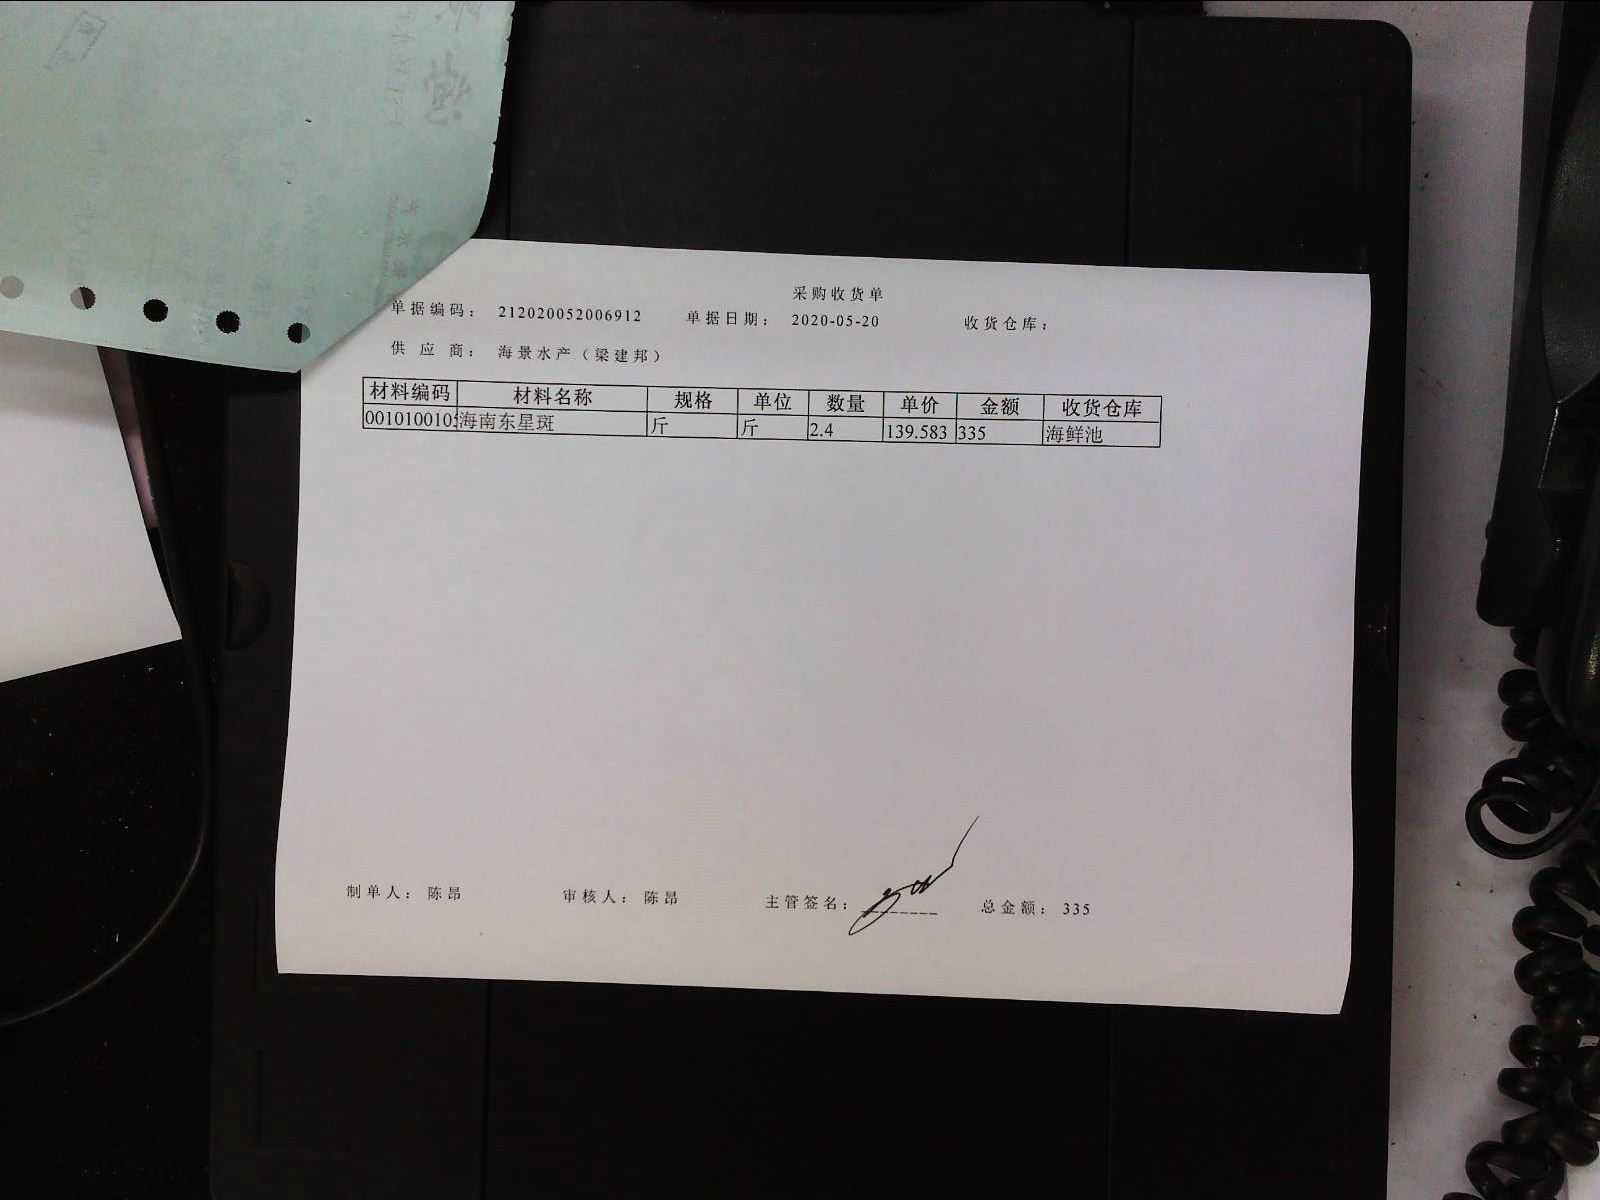 采购收货单
单据编码： 212020052006912 单据日期： 2020-05-20 收货仓库：
供 应 商： 海景水产（梁建邦）
材料编码 材料名称 规格 单位 数量 单价 金额 收货仓库
0010100105 海南东星斑 斤 斤 2.4 139.583 335 海鲜池
制单人： 陈昂 审核人： 陈昂 主管签名： 总金额： 335